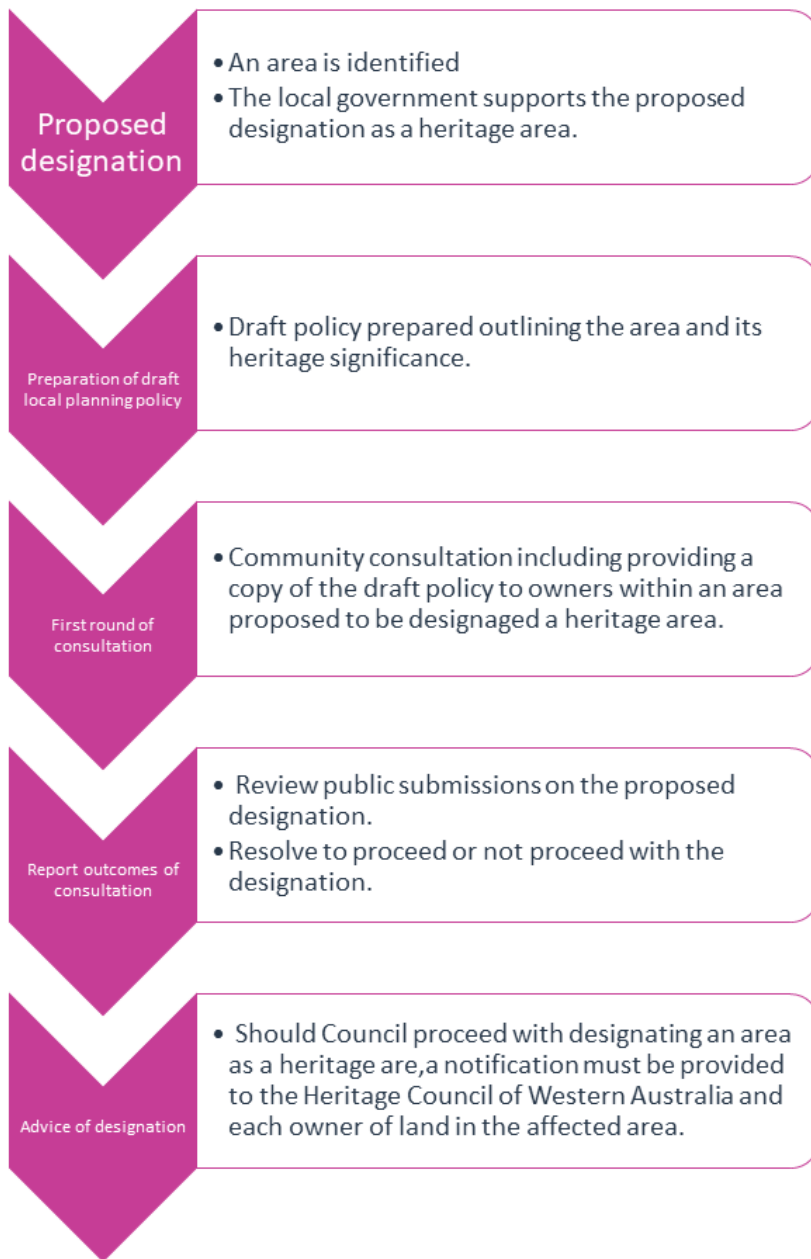 Proposed
designation
• An area is identified
• The local government supports the proposed
designation as a heritage area.
Preparation of draft
local planning policy
• Draft policy prepared outlining the area and its
heritage significance.
First round of
consultation
• Community consultation including providing a
copy of the draft policy to owners within an area
proposed to be designaged a heritage area.
Report outcomes of
consultation
• Review public submissions on the proposed
designation.
• Resolve to proceed or not proceed with the
designation.
Advice of designation
• Should Council proceed with designating an area
as a heritage are,a notification must be provided
to the Heritage Council of Western Australia and
each owner of land in the affected area.